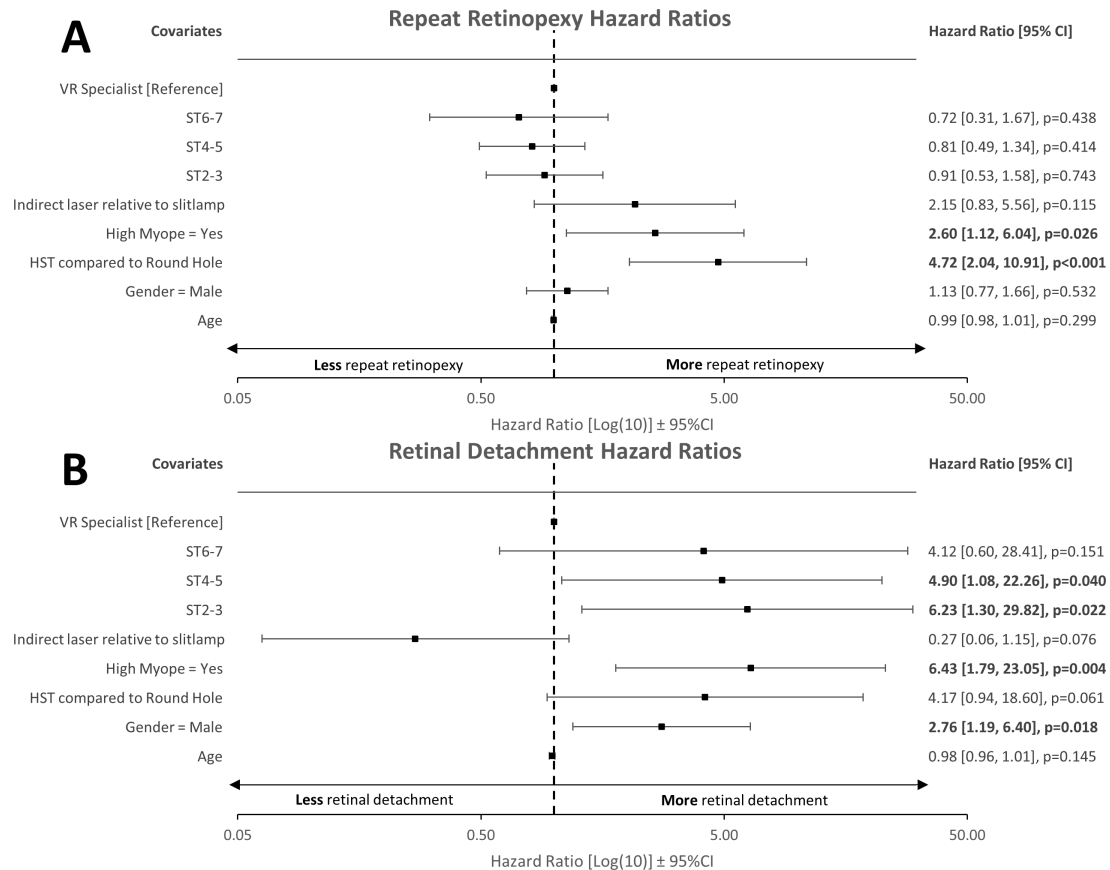 A
Repeat Retinopexy Hazard Ratios
Covariates
Hazard Ratio [95% CI]
VR Specialist [Reference]
ST6-7
0.72 [0.31, 1.67], p=0.438
ST4-5
0.81 [0.49, 1.34], p=0.414
ST2-3
0.91 [0.53, 1.58], p=0.743
Indirect laser relative to slitlamp
2.15 [0.83, 5.56], p=0.115
High Myope = Yes
2.60 [1.12, 6.04], p=0.026
HST compared to Round Hole
4.72 [2.04, 10.91], p<0.001
Gender = Male
1.13 [0.77, 1.66], p=0.532
Age
0.99 [0.98, 1.01], p=0.299
Less repeat retinopexy
More repeat retinopexy
0.05
0.50
5.00
50.00
Hazard Ratio [Log(10)] ± 95%CI
B
Retinal Detachment Hazard Ratios
Covariates
Hazard Ratio [95% CI]
VR Specialist [Reference]
ST6-7
4.12 [0.60, 28.41], p=0.151
ST4-5
4.90 [1.08, 22.26], p=0.040
ST2-3
6.23 [1.30, 29.82], p=0.022
Indirect laser relative to slitlamp
0.27 [0.06, 1.15], p=0.076
High Myope = Yes
6.43 [1.79, 23.05], p=0.004
HST compared to Round Hole
4.17 [0.94, 18.60], p=0.061
Gender = Male
2.76 [1.19, 6.40], p=0.018
Age
0.98 [0.96, 1.01], p=0.145
Less retinal detachment
More retinal detachment
0.05
0.50
5.00
50.00
Hazard Ratio [Log(10)] ± 95%CI